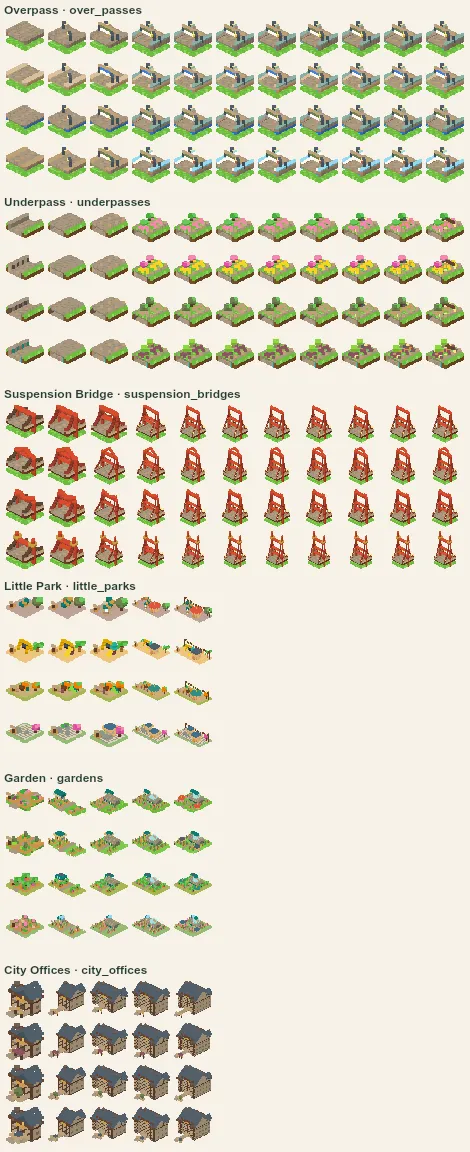 Overpass · over_passes
Underpass · underpasses
Suspension Bridge · suspension_bridges
Little Park · little_parks
Garden · gardens
City Offices · city_offices